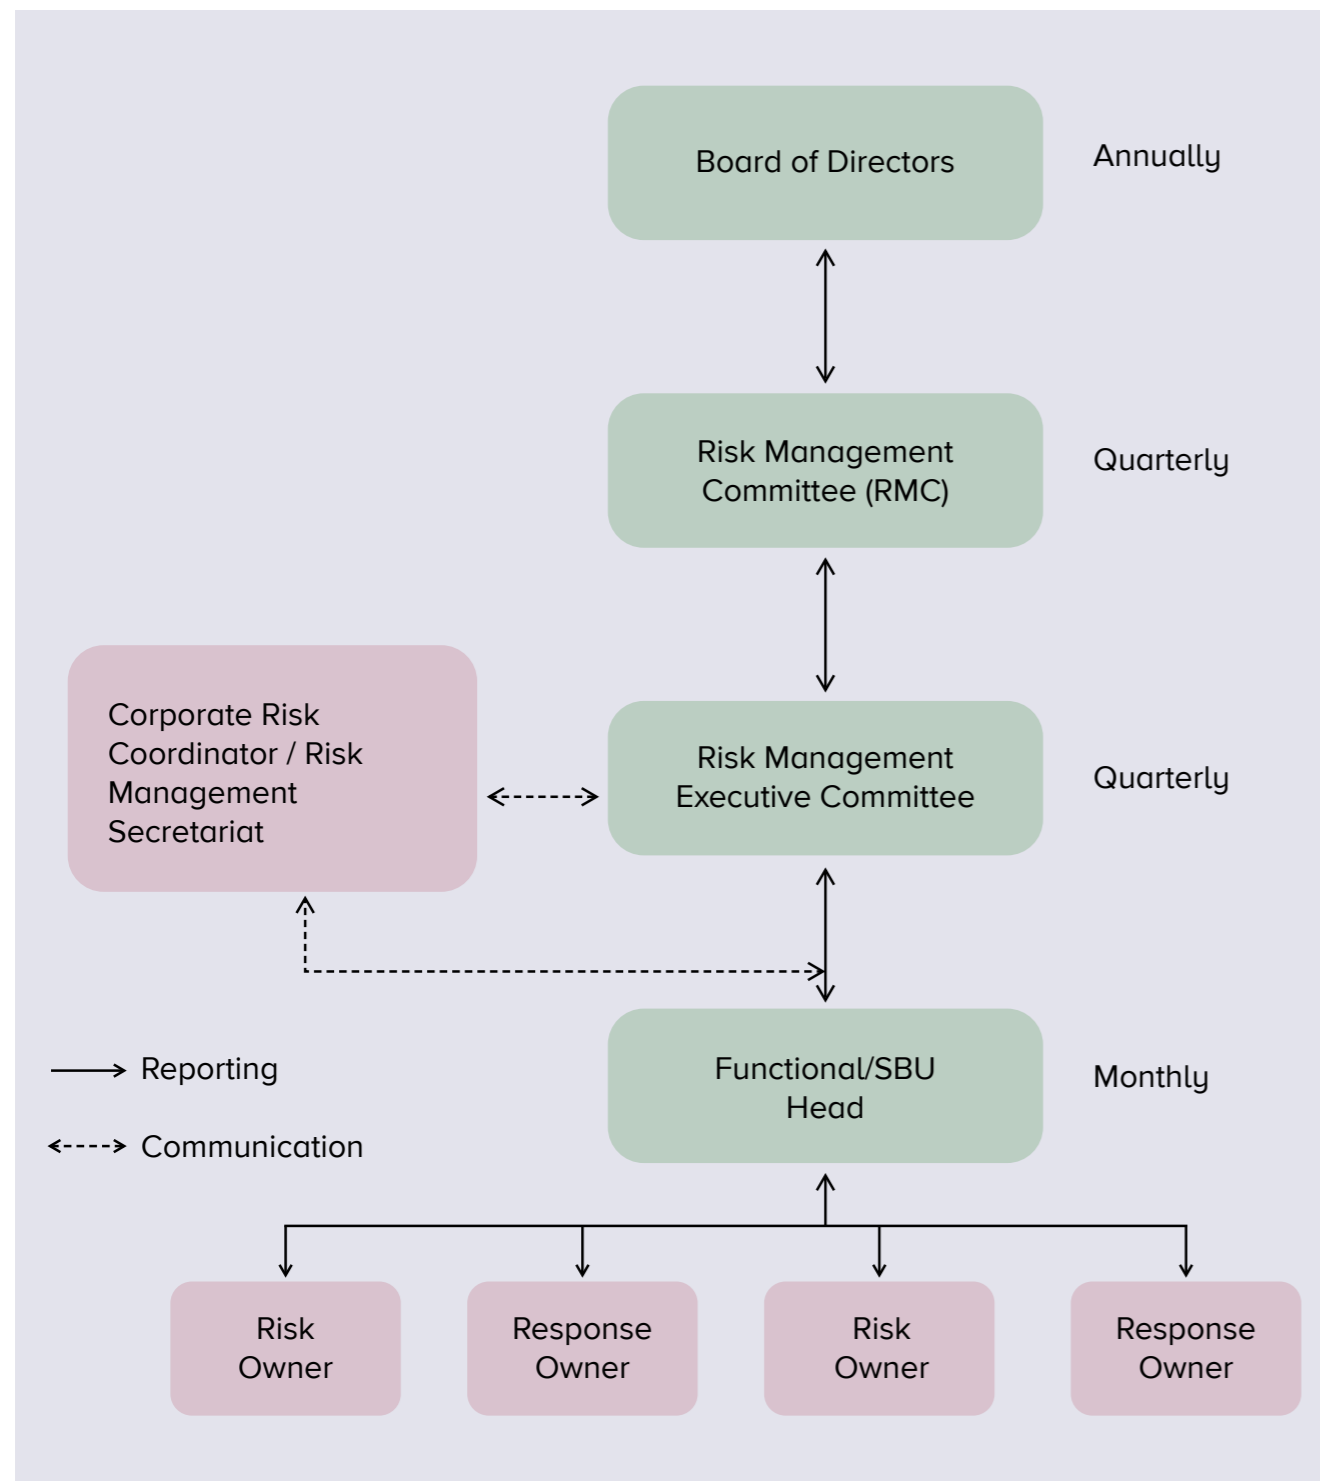 Board of Directors
Annually
Risk Management
Committee (RMC)
Quarterly
Corporate Risk
Coordinator / Risk
Management
Secretariat
Risk Management
Executive Committee
Quarterly
Reporting
Communication
Functional/SBU
Head
Monthly
Risk
Owner
Response
Owner
Risk
Owner
Response
Owner